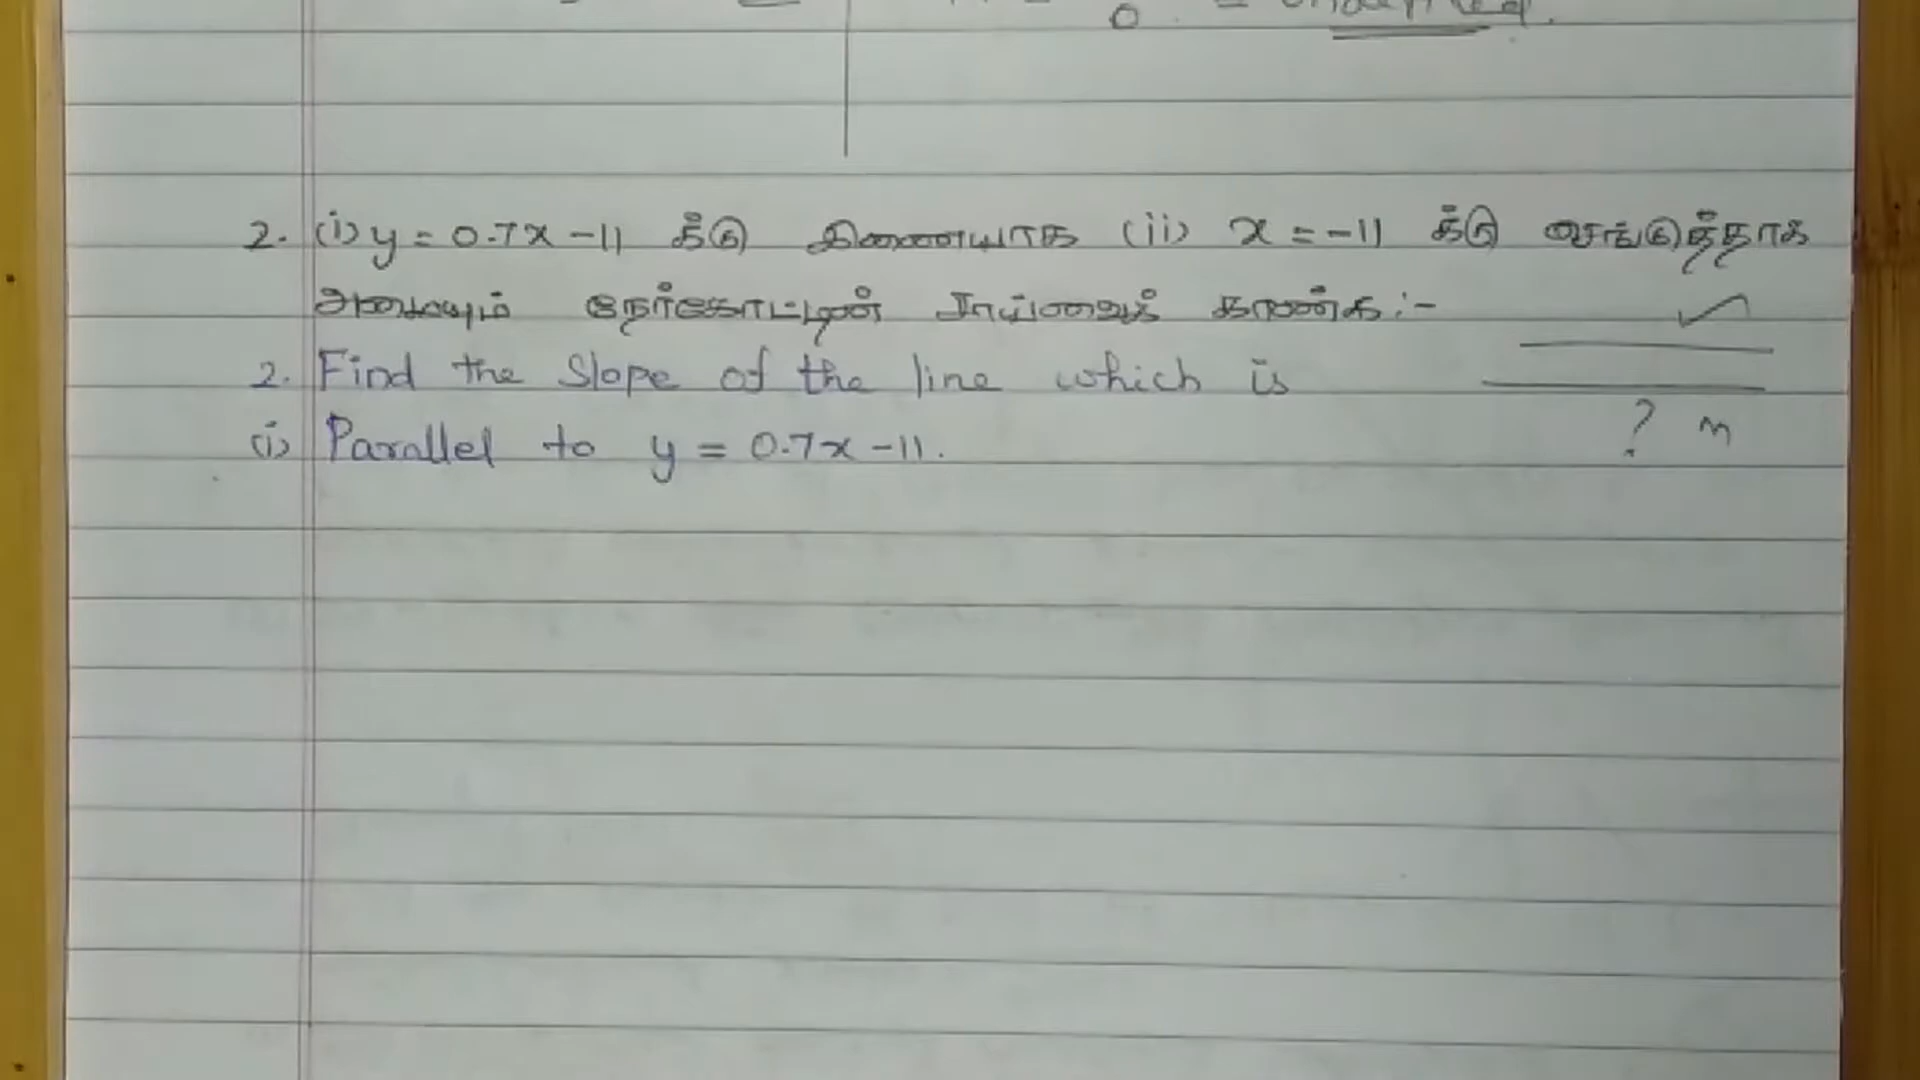 0
2. (i) y = 0.7x - 11 க்கு இணையாக (ii) x = -11 க்கு செங்குத்தாக
அமையும் நேர்கோட்டின் சாய்வைக் காண்க :-
2. Find the Slope of the line which is
(i) Parallel to y = 0.7x - 11.
? m